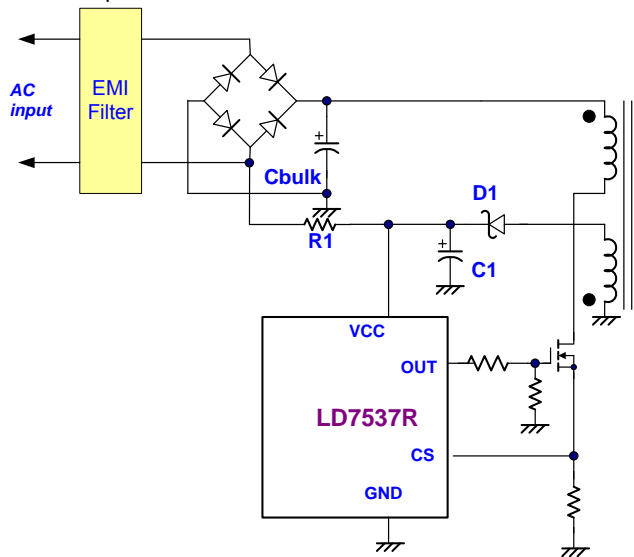 AC
input
EMI
Filter
+
Cbulk
R1
D1
+
C1
VCC
OUT
LD7537R
CS
GND